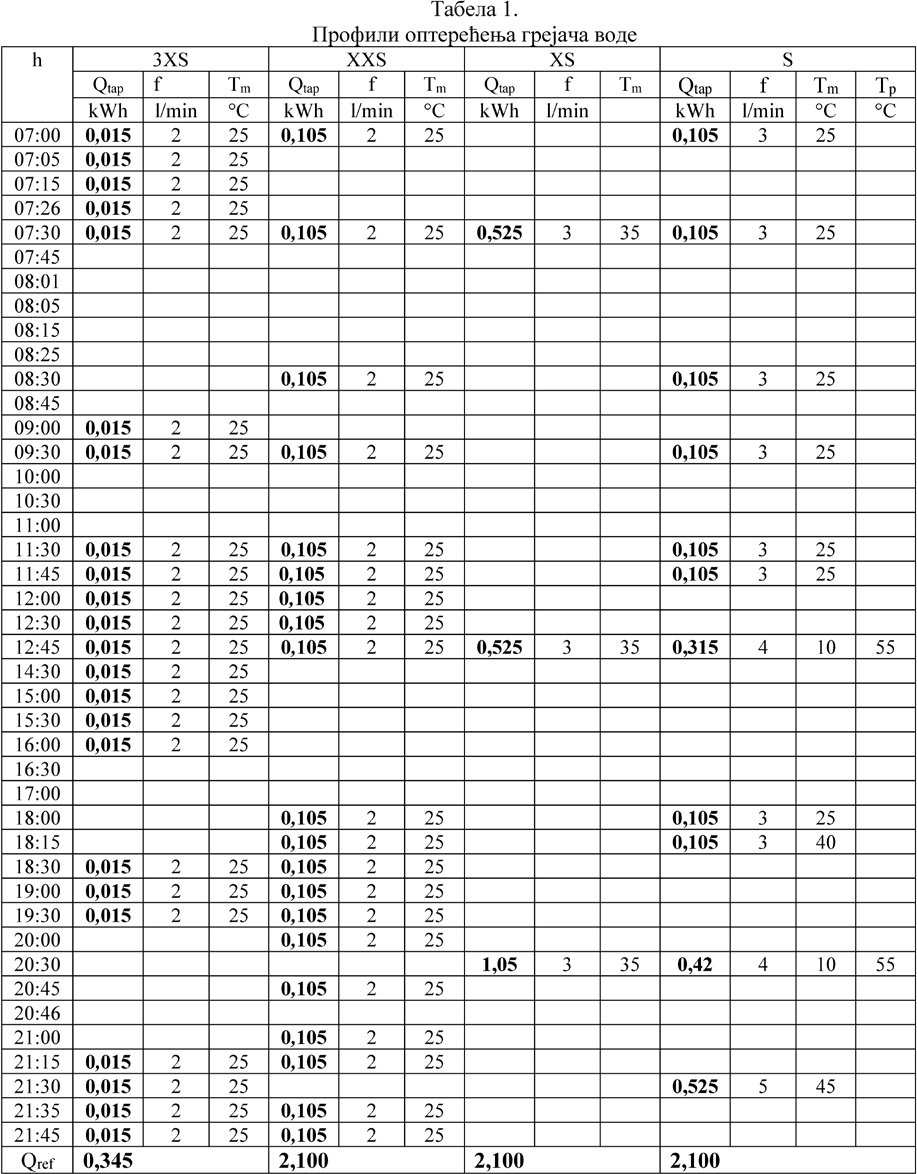 Табела 1.
Профили оптерећења грејача воде
h 3XS XXS XS S
Qtap f Tm Qtap f Tm Qtap f Tm Qtap f Tm Tp
kWh l/min °C kWh l/min °C kWh l/min kWh l/min °C °C
07:00 0,015 2 25 0,105 2 25 0,105 3 25
07:05 0,015 2 25
07:15 0,015 2 25
07:26 0,015 2 25
07:30 0,015 2 25 0,105 2 25 0,525 3 35 0,105 3 25
07:45
08:01
08:05
08:15
08:25
08:30 0,105 2 25 0,105 3 25
08:45
09:00 0,015 2 25
09:30 0,015 2 25 0,105 2 25 0,105 3 25
10:00
10:30
11:00
11:30 0,015 2 25 0,105 2 25 0,105 3 25
11:45 0,015 2 25 0,105 2 25 0,105 3 25
12:00 0,015 2 25 0,105 2 25
12:30 0,015 2 25 0,105 2 25
12:45 0,015 2 25 0,105 2 25 0,525 3 35 0,315 4 10 55
14:30 0,015 2 25
15:00 0,015 2 25
15:30 0,015 2 25
16:00 0,015 2 25
16:30
17:00
18:00 0,105 2 25 0,105 3 25
18:15 0,105 2 25 0,105 3 40
18:30 0,015 2 25 0,105 2 25
19:00 0,015 2 25 0,105 2 25
19:30 0,015 2 25 0,105 2 25
20:00 0,105 2 25
20:30 1,05 3 35 0,42 4 10 55
20:45 0,105 2 25
20:46
21:00 0,105 2 25
21:15 0,015 2 25 0,105 2 25
21:30 0,015 2 25 0,525 5 45
21:35 0,015 2 25 0,105 2 25
21:45 0,015 2 25 0,105 2 25
Qref 0,345 2,100 2,100 2,100